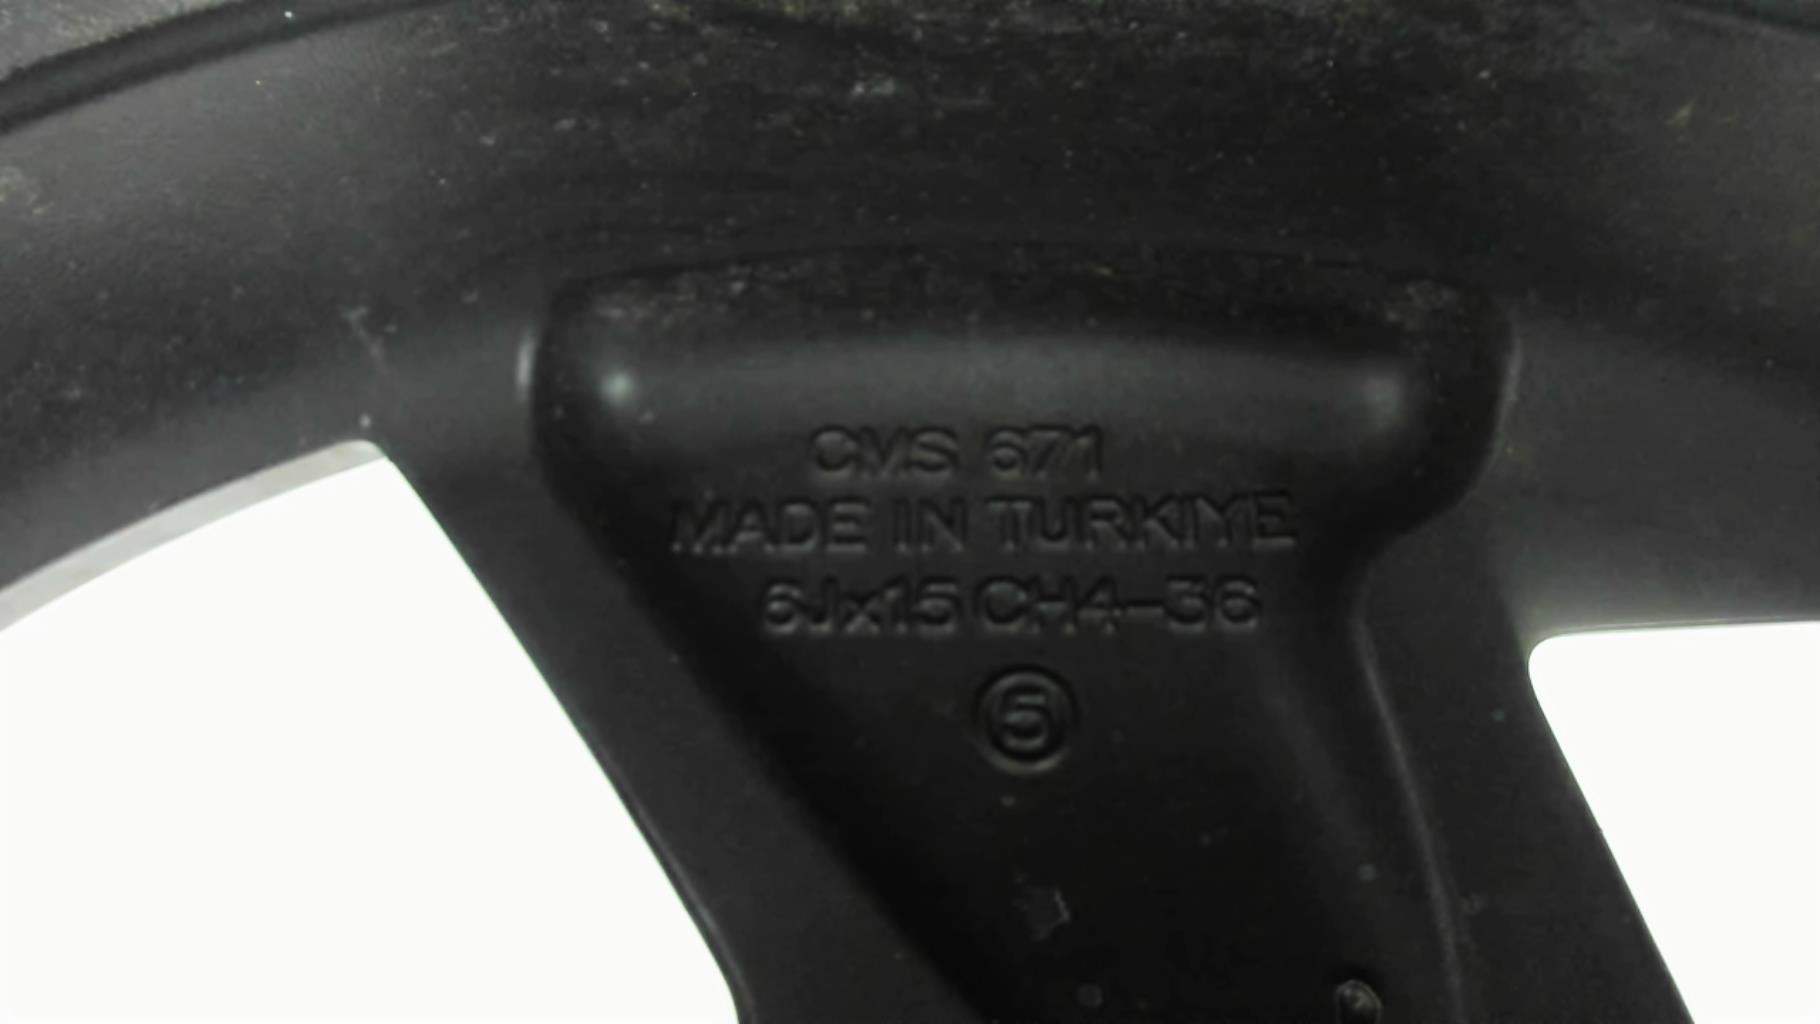 CMS 671
MADE IN TURKIYE
6Jx15 CH4-36
5